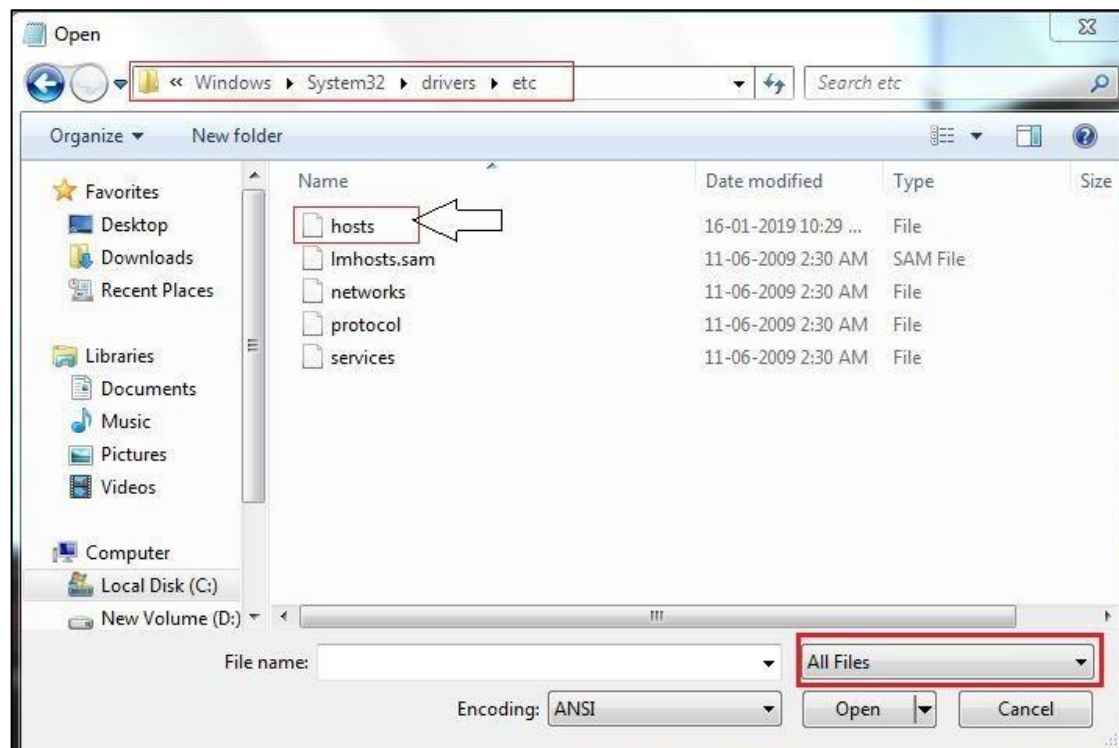 Open
« Windows ▸ System32 ▸ drivers ▸ etc
Search etc
Organize
New folder
Name Date modified Type Size
Favorites
Desktop
Downloads
Recent Places
Libraries
Documents
Music
Pictures
Videos
Computer
Local Disk (C:)
New Volume (D:)
hosts 16-01-2019 10:29 ... File
lmhosts.sam 11-06-2009 2:30 AM SAM File
networks 11-06-2009 2:30 AM File
protocol 11-06-2009 2:30 AM File
services 11-06-2009 2:30 AM File
File name:
All Files
Encoding: ANSI
Open
Cancel